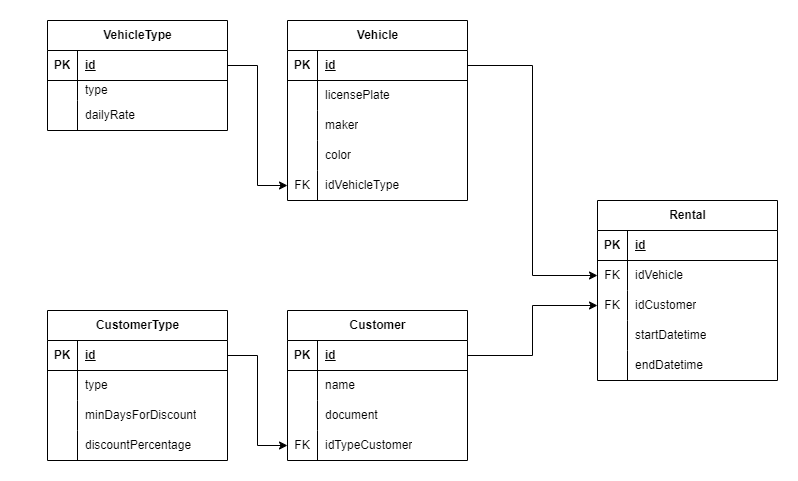 VehicleType
PK id
type
dailyRate
Vehicle
PK id
licensePlate
maker
color
FK idVehicleType
Rental
PK id
FK idVehicle
FK idCustomer
startDatetime
endDatetime
CustomerType
PK id
type
minDaysForDiscount
discountPercentage
Customer
PK id
name
document
FK idTypeCustomer